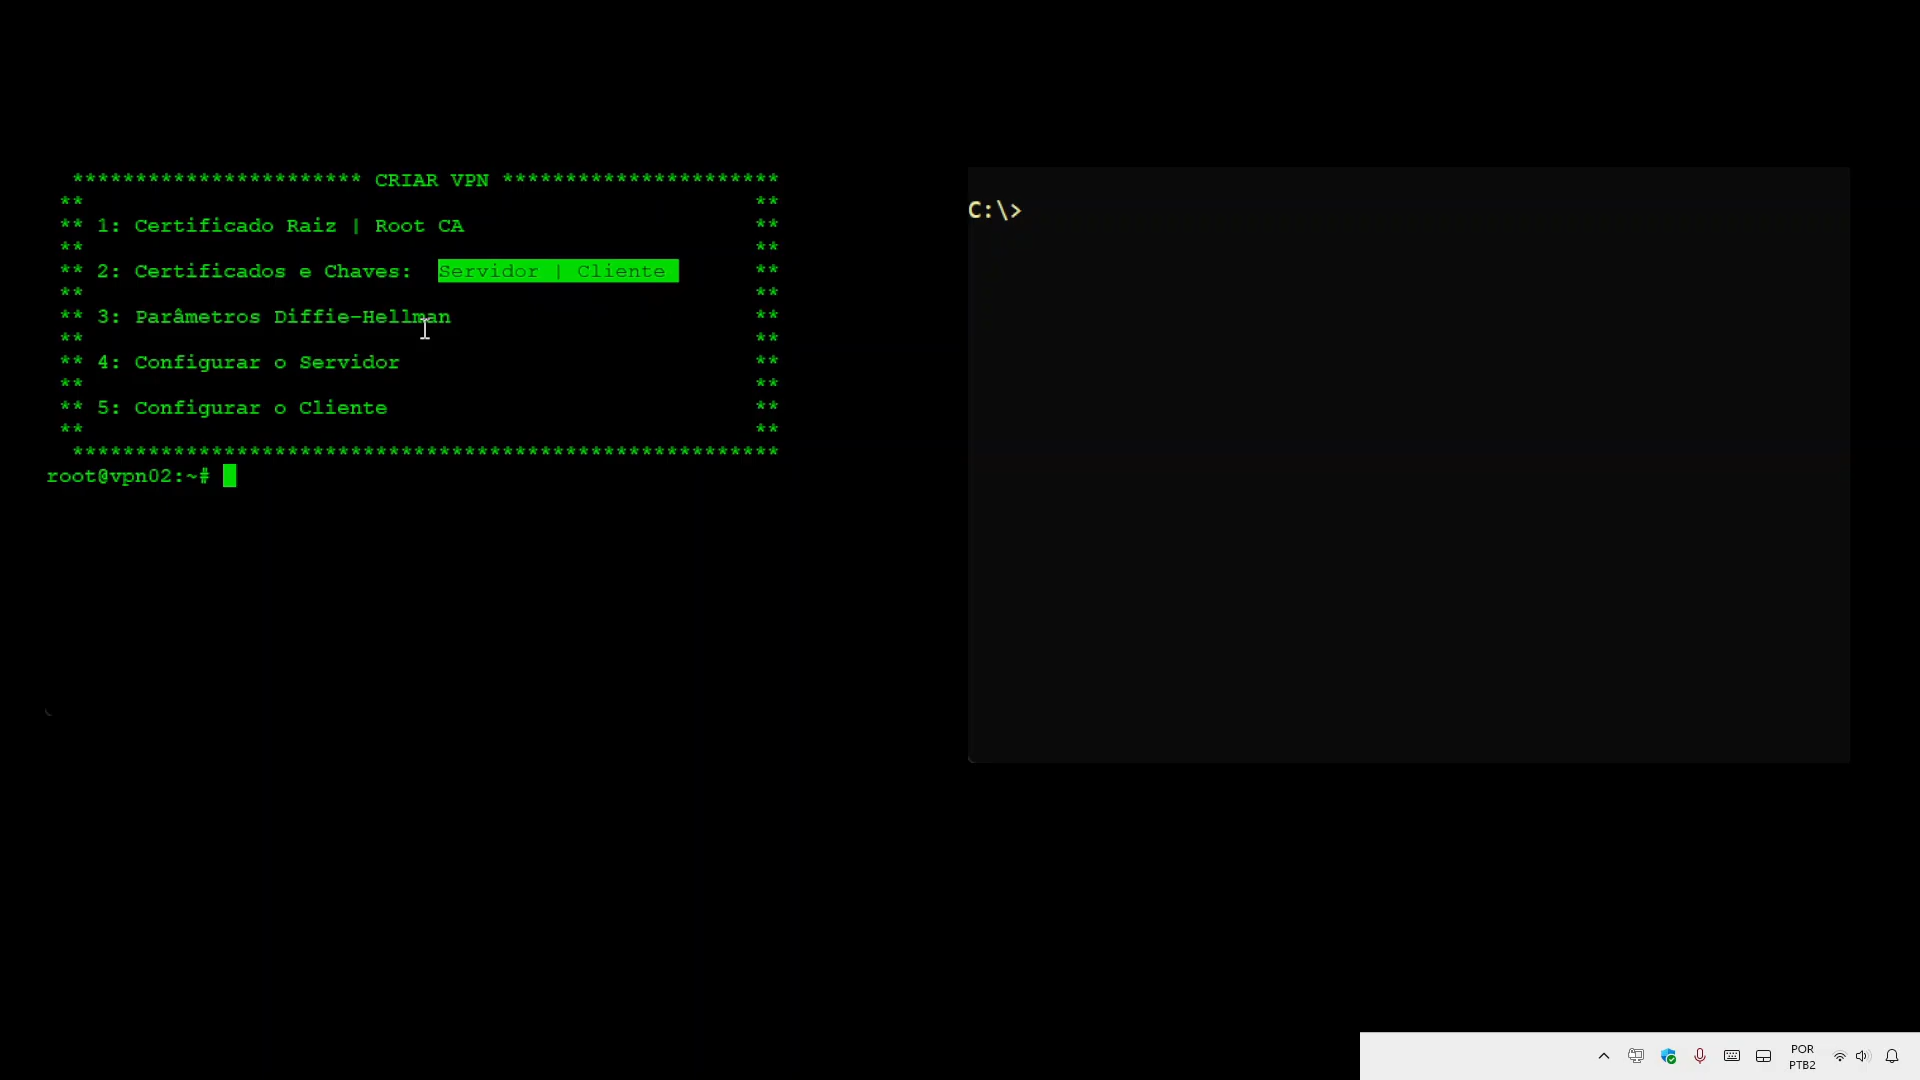 *********************** CRIAR VPN **********************
** **
** 1: Certificado Raiz | Root CA **
** **
** 2: Certificados e Chaves: Servidor | Cliente **
** **
** 3: Parâmetros Diffie-Hellman **
** **
** 4: Configurar o Servidor **
** **
** 5: Configurar o Cliente **
** **
********************************************************
root@vpn02:~#
C:\>
POR
PTB2